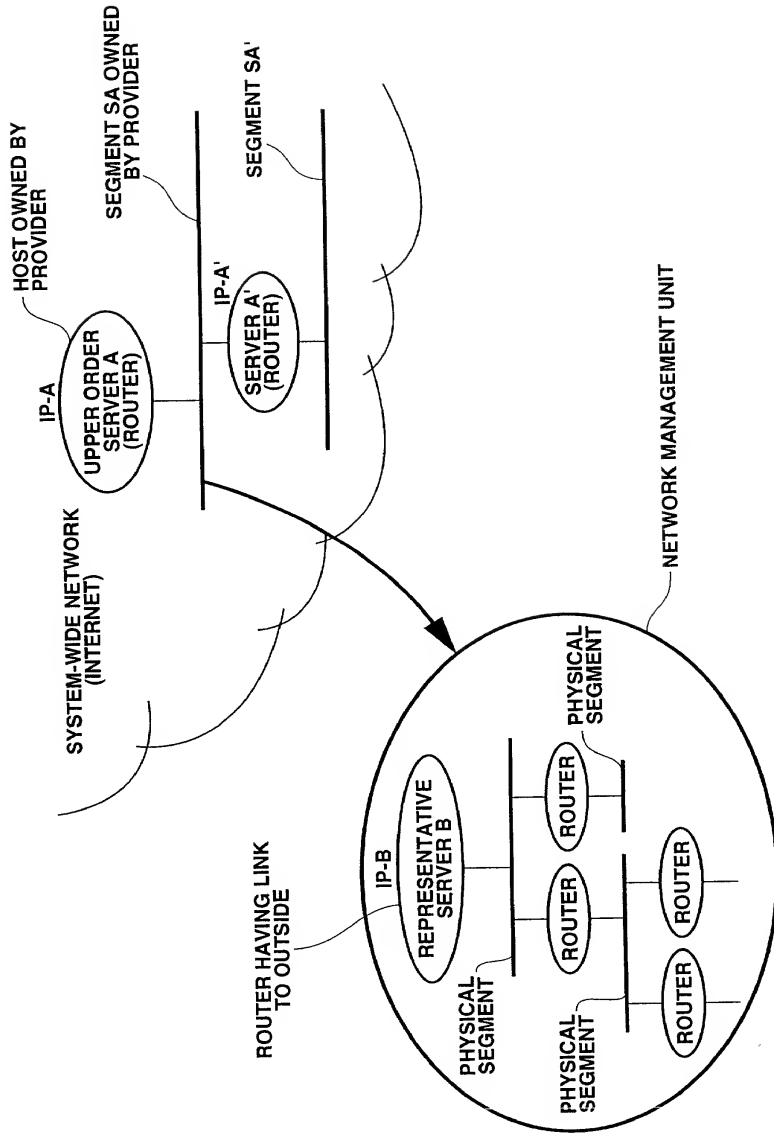 SYSTEM-WIDE NETWORK
(INTERNET)
IP-A
UPPER ORDER
SERVER A
(ROUTER)
HOST OWNED BY
PROVIDER
SEGMENT SA OWNED
BY PROVIDER
IP-A'
SERVER A'
(ROUTER)
SEGMENT SA'
ROUTER HAVING LINK
TO OUTSIDE
IP-B
REPRESENTATIVE
SERVER B
PHYSICAL
SEGMENT
ROUTER
ROUTER
PHYSICAL
SEGMENT
PHYSICAL
SEGMENT
ROUTER
ROUTER
NETWORK MANAGEMENT UNIT